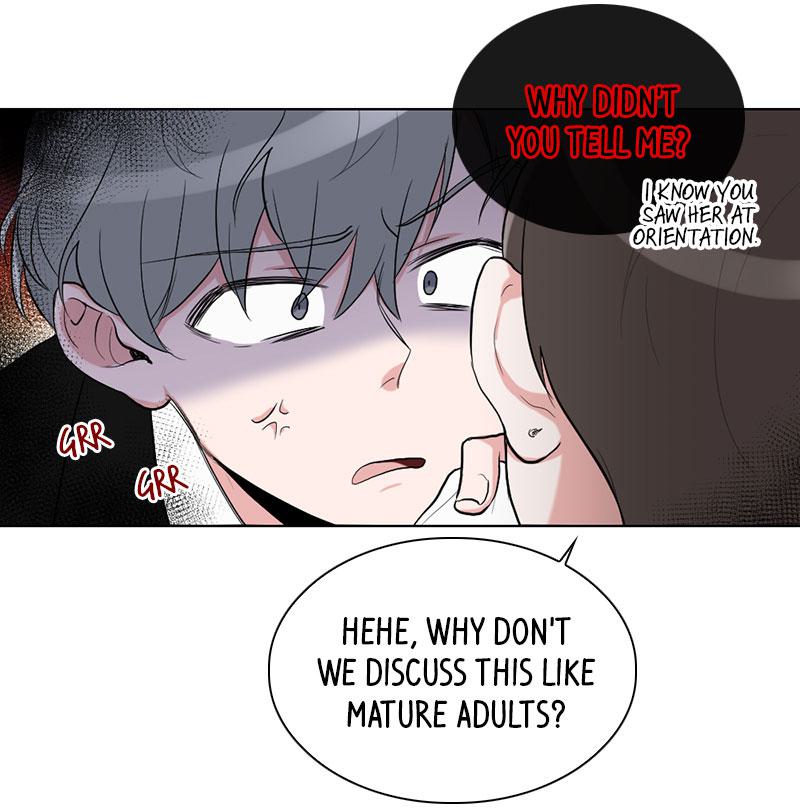 WHY DIDN'T
YOU TELL ME?
I KNOW YOU
SAW HER AT
ORIENTATION.
GRR
GRR
HEHE, WHY DON'T
WE DISCUSS THIS LIKE
MATURE ADULTS?